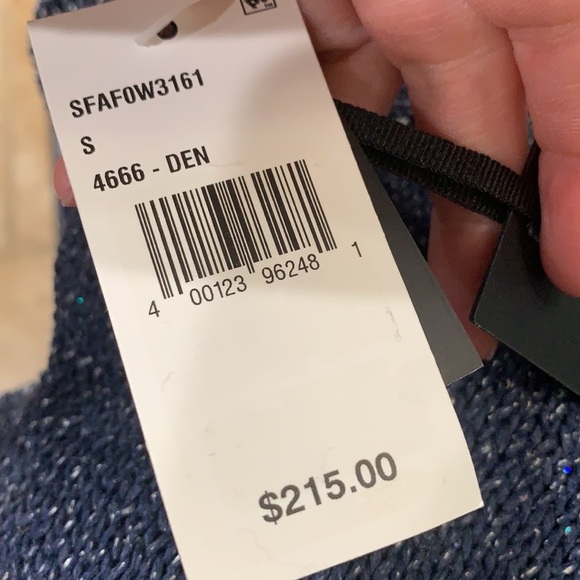 SFAF0W3161
S
4666 - DEN
4 00123 96248 1
$215.00